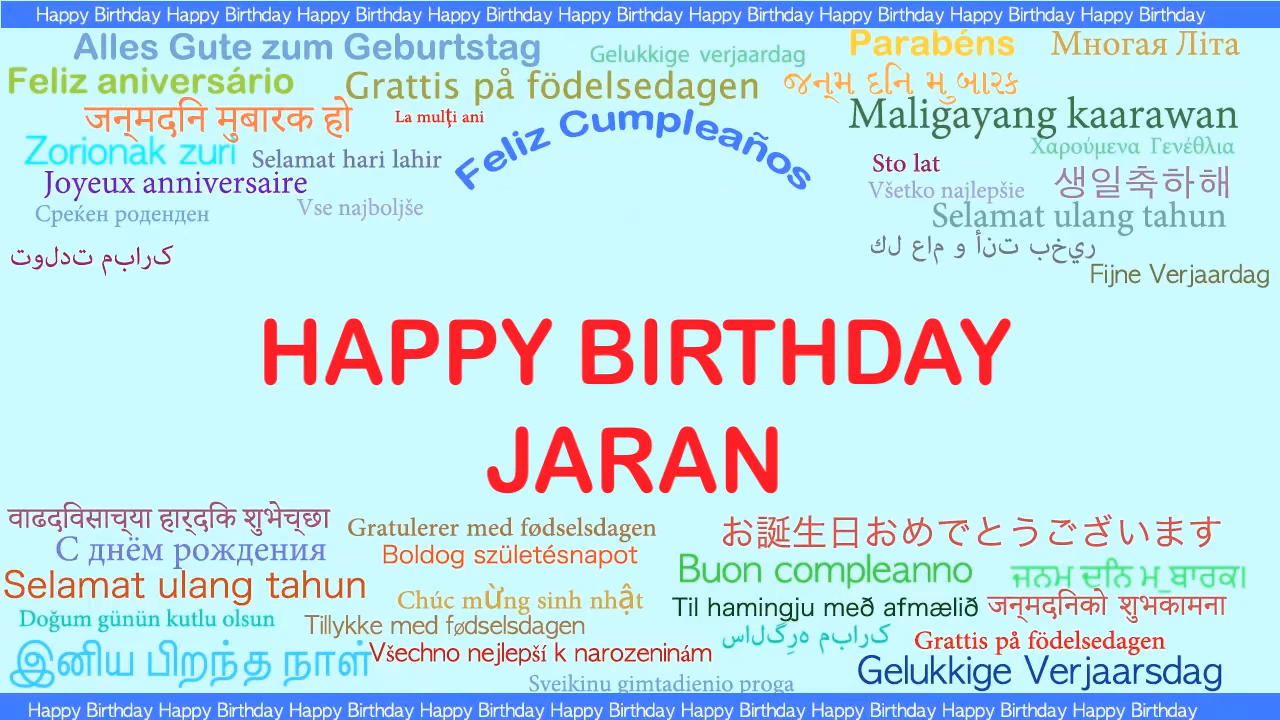 Happy Birthday Happy Birthday Happy Birthday Happy Birthday Happy Birthday Happy Birthday Happy Birthday Happy Birthday Happy Birthday
Alles Gute zum Geburtstag
Gelukkige verjaardag
Parabéns
Многая Літа
Feliz aniversário
Grattis på födelsedagen
જન્મ દનિ મુ બારક
जन्मदनि मुबारक हो
La mulţi ani
Feliz Cumpleaños
Maligayang kaarawan
Zorionak zuri
Selamat hari lahir
Sto lat
Χαρούμενα Γενέθλια
Joyeux anniversaire
Všetko najlepšie
생일축하해
Среќен роденден
Vse najboljše
Selamat ulang tahun
تولدت مبارک
كل عام و أنت بخير
Fijne Verjaardag
HAPPY BIRTHDAY
JARAN
वाढदविसाच्या हार्दकि शुभेच्छा
Gratulerer med fødselsdagen
お誕生日おめでとうございます
С днём рождения
Boldog születésnapot
Buon compleanno
ਜਨਮ ਦਨਿ ਮੁਬਾਰਕ।
Selamat ulang tahun
Chúc mừng sinh nhật
Til hamingju með afmælið
जन्मदनिको शुभकामना
Doğum günün kutlu olsun
Tillykke med fødselsdagen
سالگرہ مبارک
Grattis på födelsedagen
இனிய பிறந்த நாள்
Všechno nejlepší k narozeninám
Gelukkige Verjaarsdag
Sveikinu gimtadienio proga
Happy Birthday Happy Birthday Happy Birthday Happy Birthday Happy Birthday Happy Birthday Happy Birthday Happy Birthday Happy Birthday